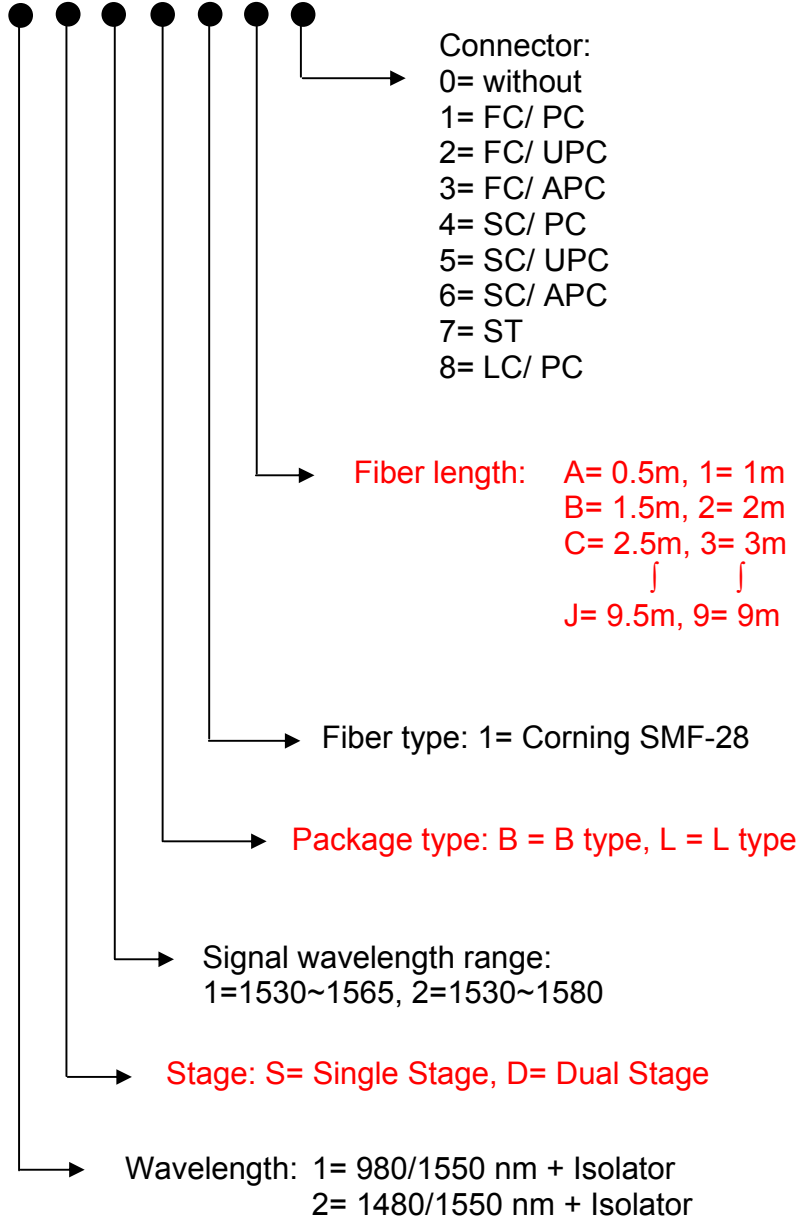 Connector:
0= without
1= FC/ PC
2= FC/ UPC
3= FC/ APC
4= SC/ PC
5= SC/ UPC
6= SC/ APC
7= ST
8= LC/ PC
Fiber length: A= 0.5m, 1= 1m
B= 1.5m, 2= 2m
C= 2.5m, 3= 3m
∫ ∫
J= 9.5m, 9= 9m
Fiber type: 1= Corning SMF-28
Package type: B = B type, L = L type
Signal wavelength range:
1=1530~1565, 2=1530~1580
Stage: S= Single Stage, D= Dual Stage
Wavelength: 1= 980/1550 nm + Isolator
2= 1480/1550 nm + Isolator